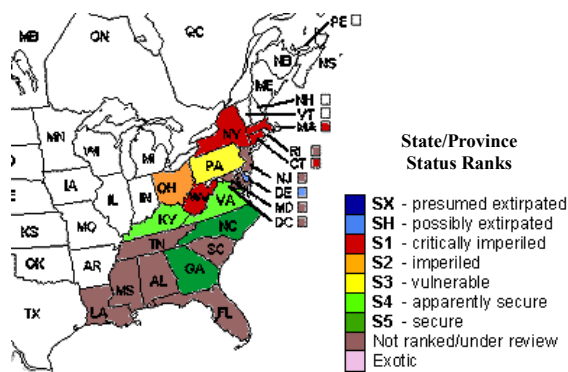 PE
ON
QC
MB
NB
NS
ME
NH
VT
MA
MN
WI
MI
NY
RI
CT
IA
PA
NJ
IL
IN
OH
DE
WV
VA
MD
KS
MO
KY
DC
TN
NC
OK
AR
SC
MS
AL
GA
TX
LA
FL
State/Province
Status Ranks
SX - presumed extirpated
SH - possibly extirpated
S1 - critically imperiled
S2 - imperiled
S3 - vulnerable
S4 - apparently secure
S5 - secure
Not ranked/under review
Exotic